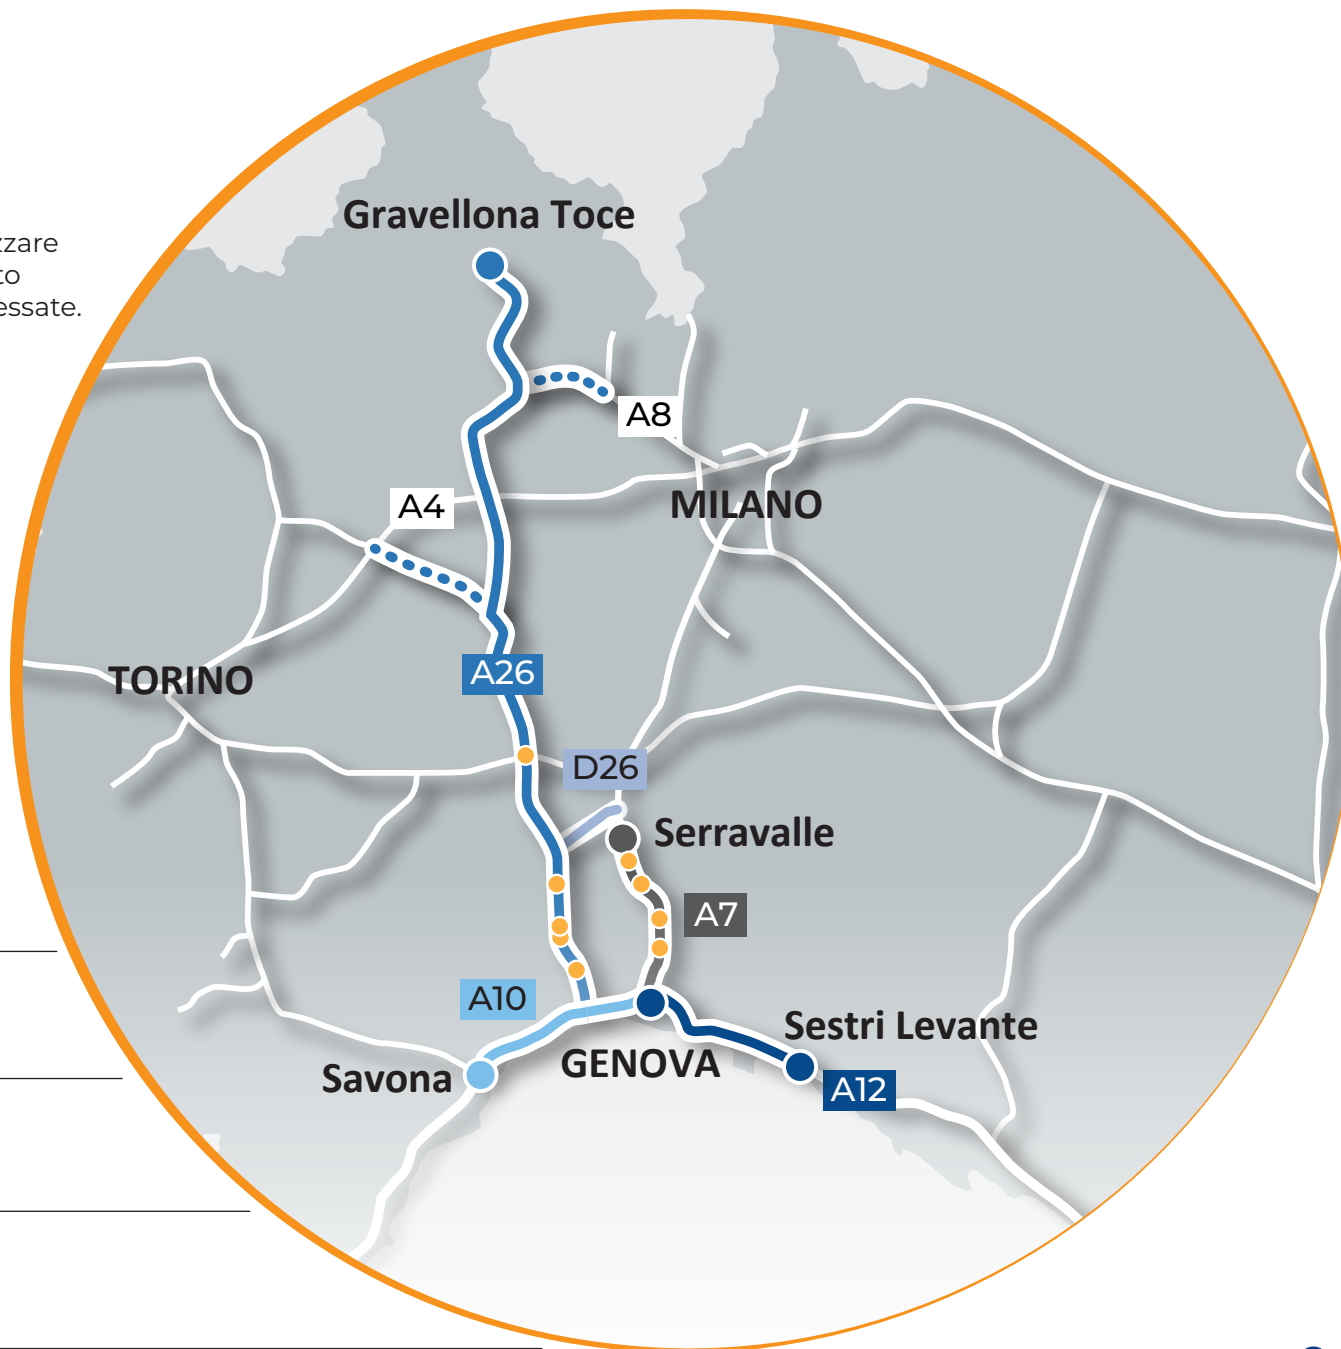 zzare
to
essate.
Gravellona Toce
A8
A4
MILANO
TORINO
A26
D26
Serravalle
A7
A10
Sestri Levante
GENOVA
Savona
A12